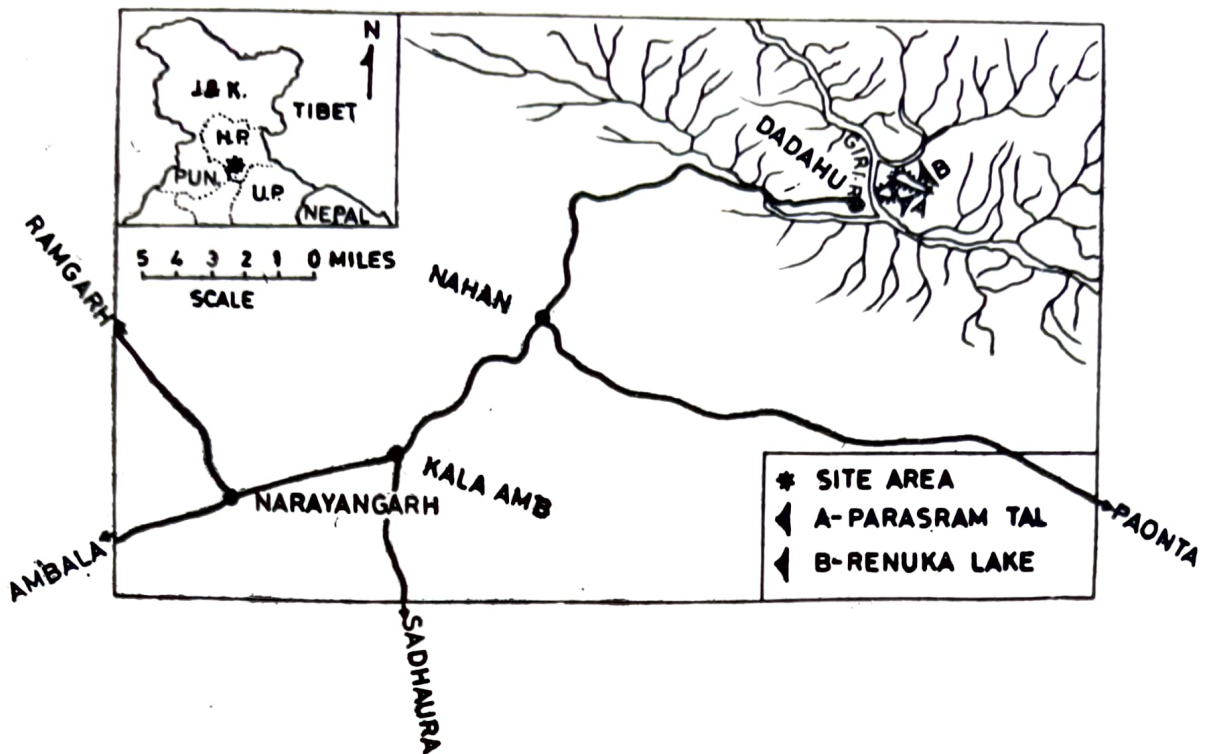 N
J.& K.
TIBET
H.P.
PUN.
U.P.
NEPAL
5 4 3 2 1 0 MILES
SCALE
RAMGARH
NAHAN
DADAHU
GIRI.R
B
A
KALA AMB
NARAYANGARH
AMBALA
SADHAURA
PAONTA
SITE AREA
A-PARASRAM TAL
B-RENUKA LAKE